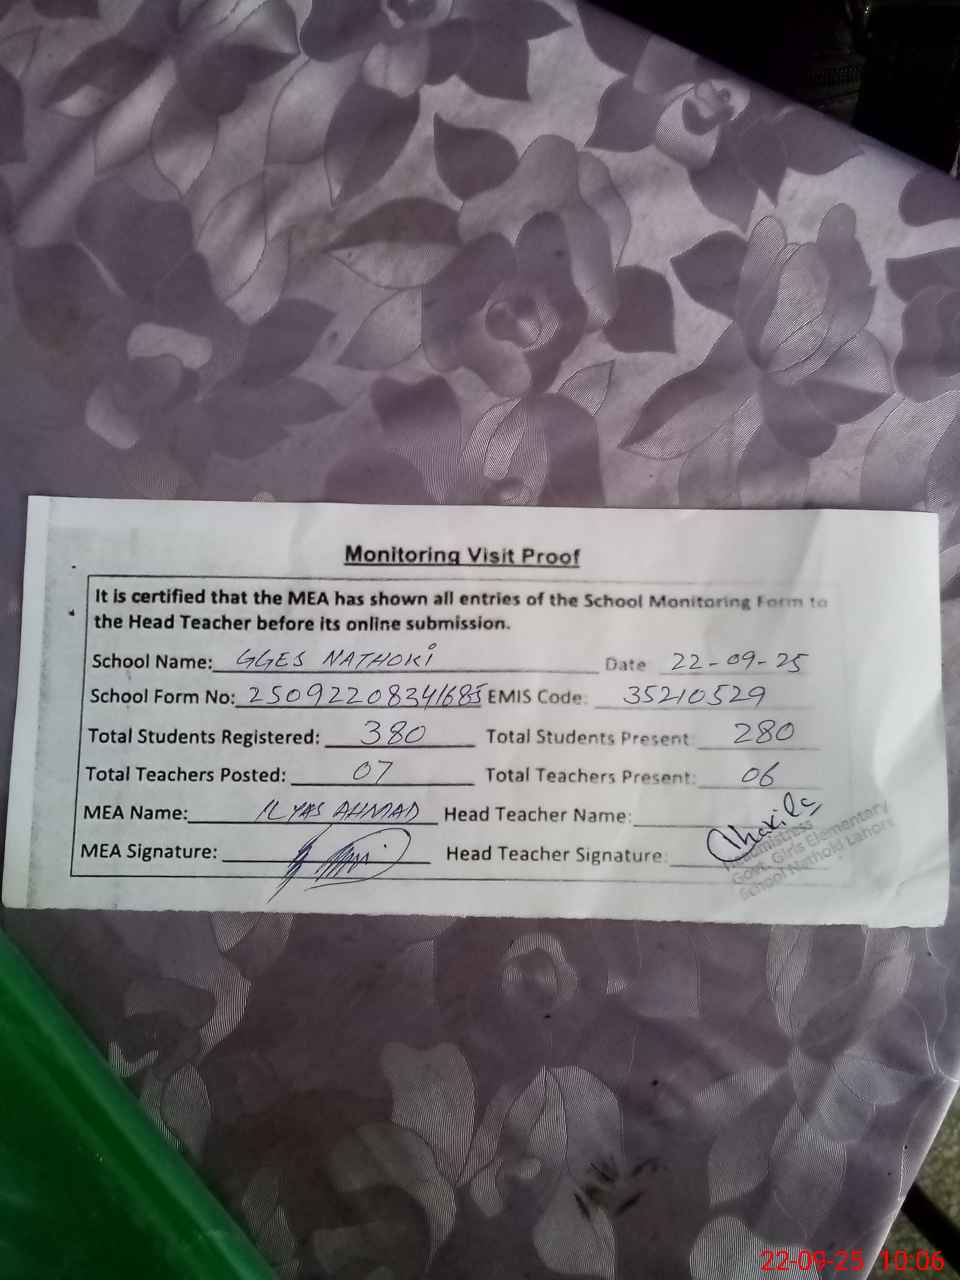 Monitoring Visit Proof
It is certified that the MEA has shown all entries of the School Monitoring Form to
the Head Teacher before its online submission.
School Name: GGES NATHOKI Date 22-09-25
School Form No: 25092208341685 EMIS Code: 35210529
Total Students Registered: 380 Total Students Present: 280
Total Teachers Posted: 07 Total Teachers Present: 06
MEA Name: ILYAS AHMAD Head Teacher Name:
MEA Signature: Head Teacher Signature:
Headmistress
Govt. Girls Elementary
School Nathoki Lahore
22-09-25 10:06